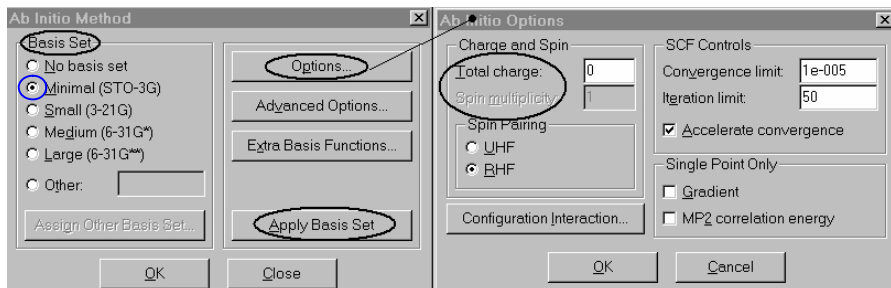 Ab Initio Method
Basis Set
No basis set
Minimal (STO-3G)
Small (3-21G)
Medium (6-31G*)
Large (6-31G**)
Other:
Assign Other Basis Set...
Options...
Advanced Options...
Extra Basis Functions...
Apply Basis Set
OK
Close
Ab Initio Options
Charge and Spin
Total charge:
0
Spin multiplicity:
1
Spin Pairing
UHF
RHF
Configuration Interaction...
SCF Controls
Convergence limit:
1e-005
Iteration limit:
50
Accelerate convergence
Single Point Only
Gradient
MP2 correlation energy
OK
Cancel